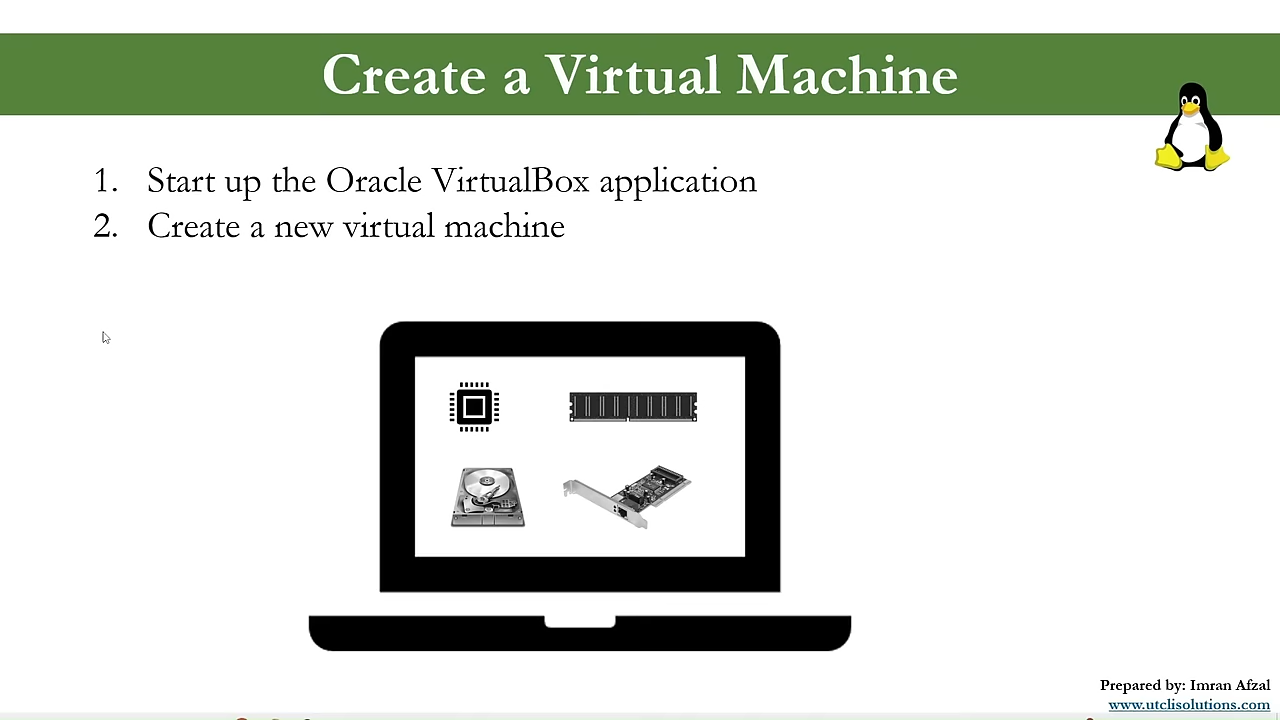 Create a Virtual Machine
1. Start up the Oracle VirtualBox application
2. Create a new virtual machine
Prepared by: Imran Afzal
www.utclisolutions.com